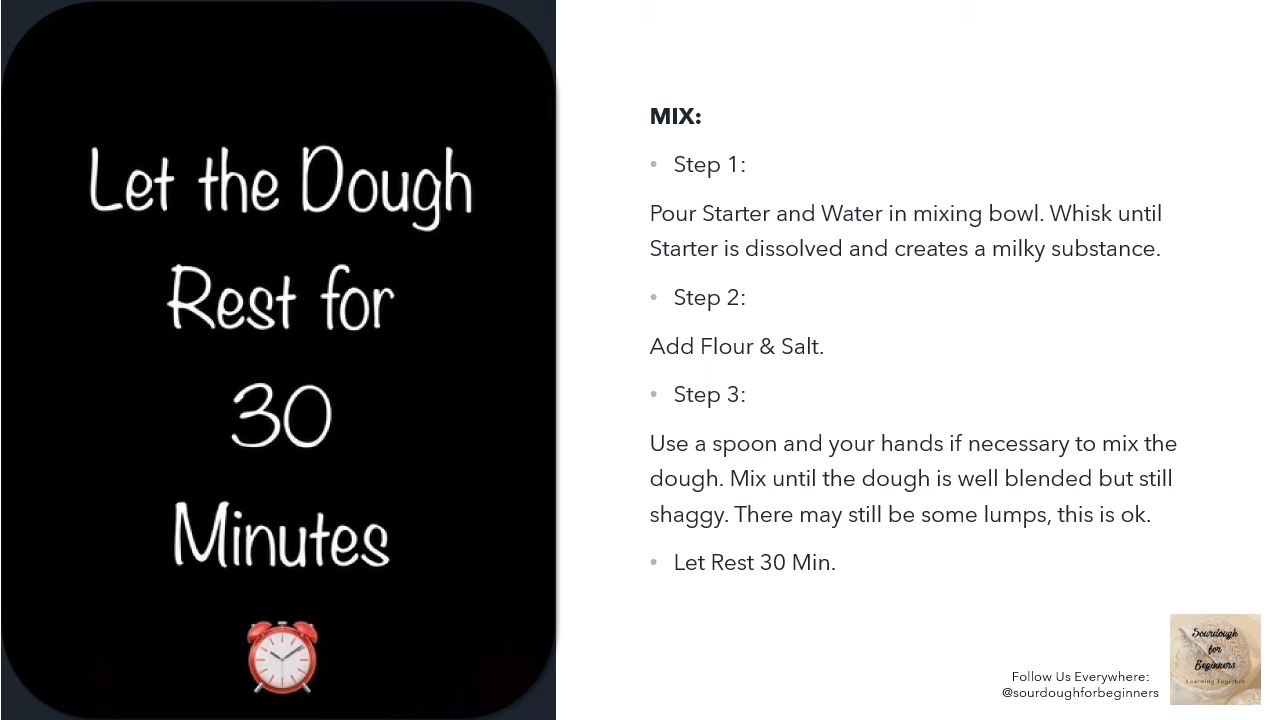 Let the Dough
Rest for
30
Minutes
MIX:
• Step 1:
Pour Starter and Water in mixing bowl. Whisk until
Starter is dissolved and creates a milky substance.
• Step 2:
Add Flour & Salt.
• Step 3:
Use a spoon and your hands if necessary to mix the
dough. Mix until the dough is well blended but still
shaggy. There may still be some lumps, this is ok.
• Let Rest 30 Min.
Follow Us Everywhere:
@sourdoughforbeginners
Sourdough
for
Beginners
Learning Together